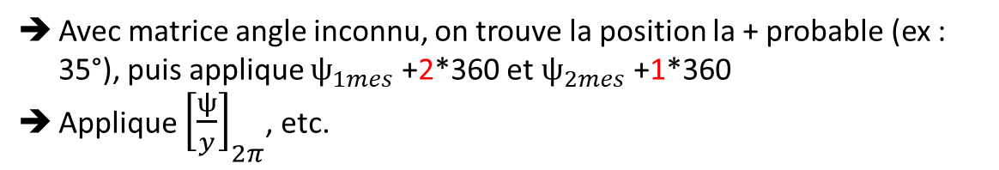 ➔ Avec matrice angle inconnu, on trouve la position la + probable (ex :
35°), puis applique ψ₁ₘₑₛ +2*360 et ψ₂ₘₑₛ +1*360
➔ Applique [ψ/y]₂π, etc.